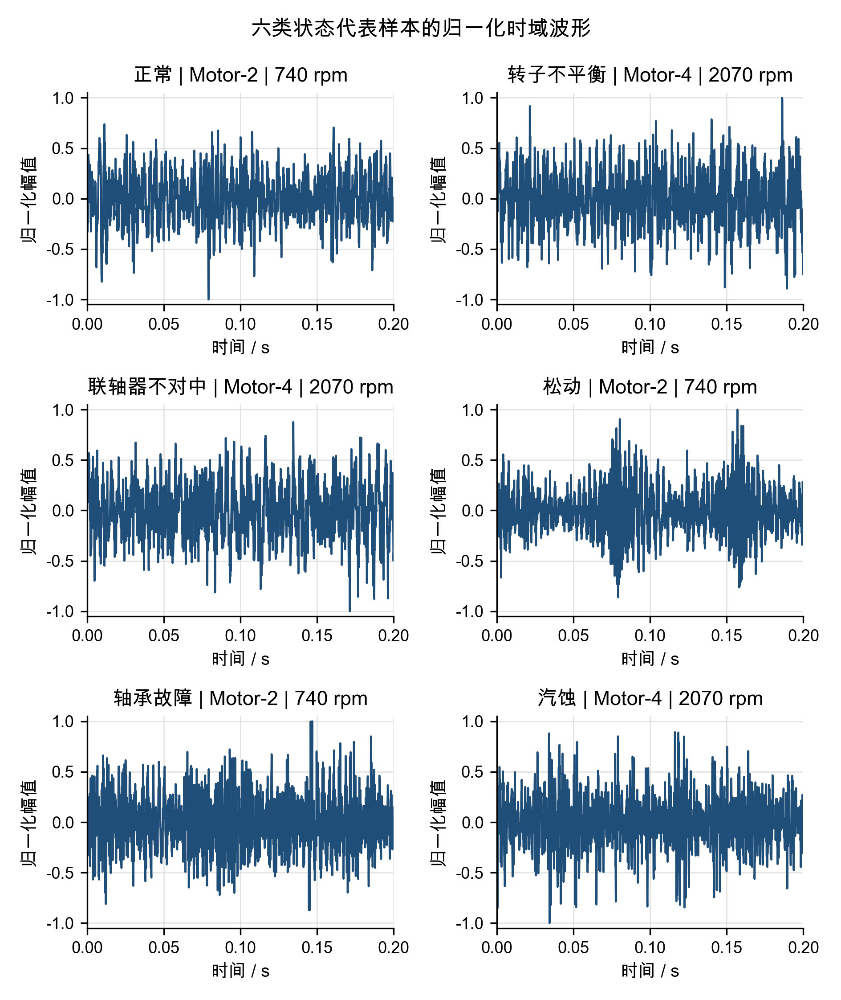 六类状态代表样本的归一化时域波形
正常 | Motor-2 | 740 rpm
1.0
0.5
0.0
-0.5
-1.0
归一化幅值
0.00 0.05 0.10 0.15 0.20
时间 / s
转子不平衡 | Motor-4 | 2070 rpm
1.0
0.5
0.0
-0.5
-1.0
归一化幅值
0.00 0.05 0.10 0.15 0.20
时间 / s
联轴器不对中 | Motor-4 | 2070 rpm
1.0
0.5
0.0
-0.5
-1.0
归一化幅值
0.00 0.05 0.10 0.15 0.20
时间 / s
松动 | Motor-2 | 740 rpm
1.0
0.5
0.0
-0.5
-1.0
归一化幅值
0.00 0.05 0.10 0.15 0.20
时间 / s
轴承故障 | Motor-2 | 740 rpm
1.0
0.5
0.0
-0.5
-1.0
归一化幅值
0.00 0.05 0.10 0.15 0.20
时间 / s
汽蚀 | Motor-4 | 2070 rpm
1.0
0.5
0.0
-0.5
-1.0
归一化幅值
0.00 0.05 0.10 0.15 0.20
时间 / s